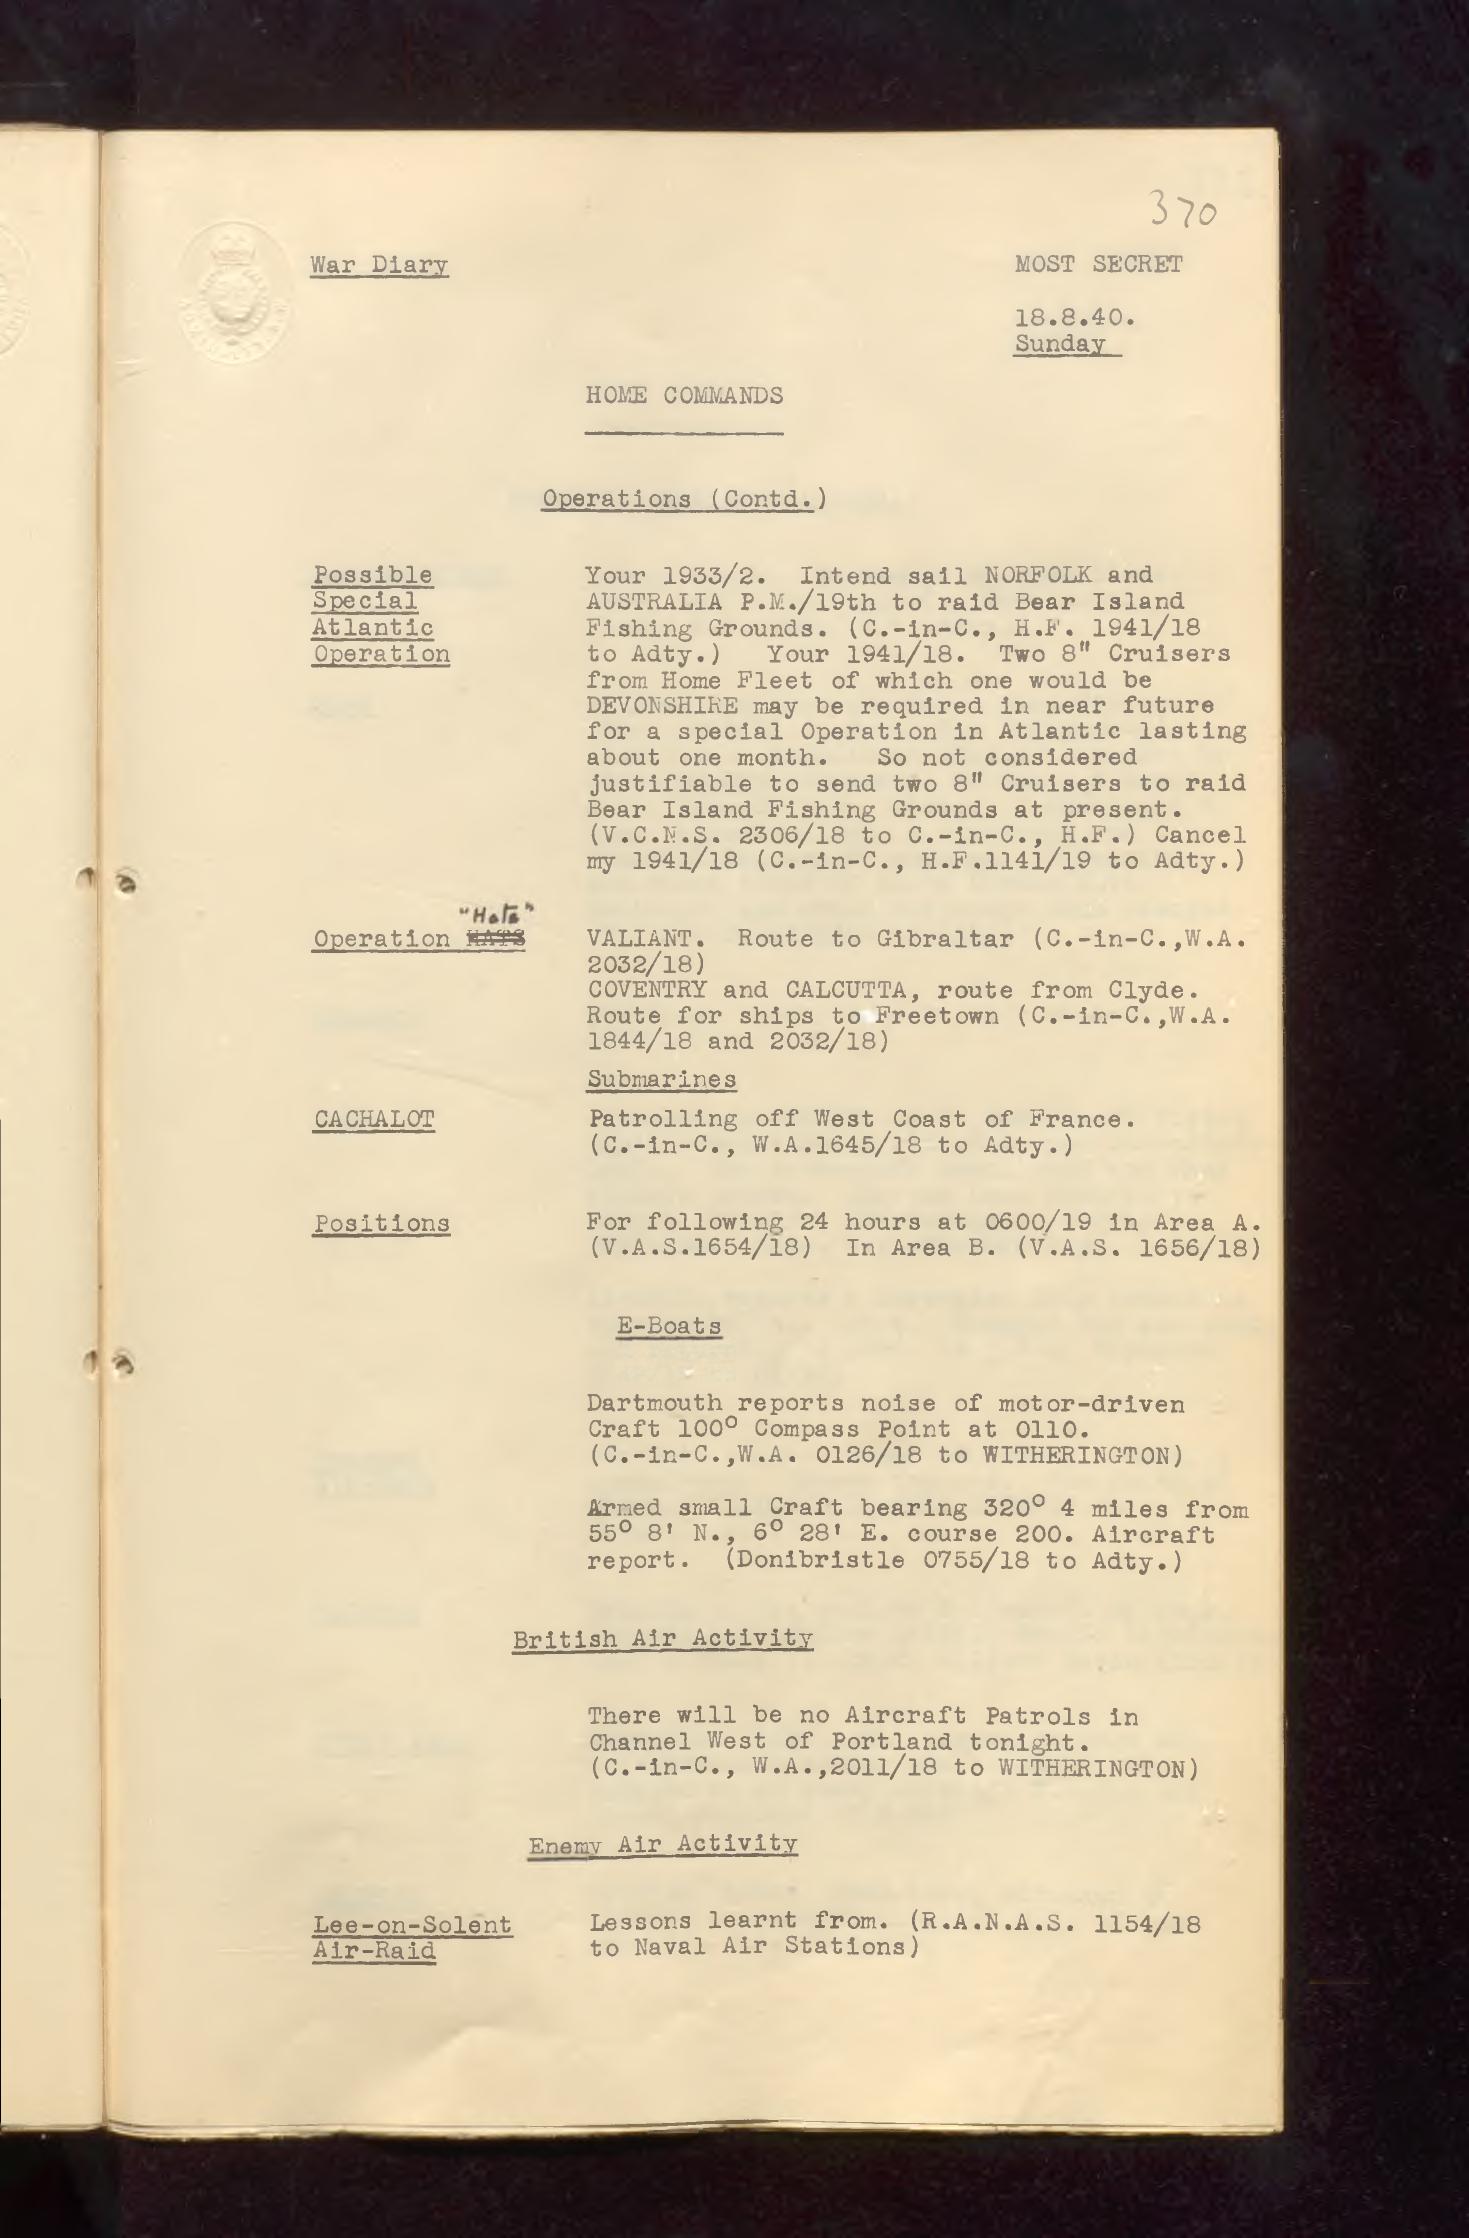 370
War Diary MOST SECRET
18.8.40.
Sunday
HOME COMMANDS
Operations (Contd.)
Possible Your 1933/2. Intend sail NORFOLK and
Special AUSTRALIA P.M./19th to raid Bear Island
Atlantic Fishing Grounds. (C.-in-C., H.F. 1941/18
Operation to Adty.) Your 1941/18. Two 8" Cruisers
from Home Fleet of which one would be
DEVONSHIRE may be required in near future
for a special Operation in Atlantic lasting
about one month. So not considered
justifiable to send two 8" Cruisers to raid
Bear Island Fishing Grounds at present.
(V.C.N.S. 2306/18 to C.-in-C., H.F.) Cancel
my 1941/18 (C.-in-C., H.F.1141/19 to Adty.)
"Hats"
Operation HATS VALIANT. Route to Gibraltar (C.-in-C.,W.A.
2032/18)
COVENTRY and CALCUTTA, route from Clyde.
Route for ships to Freetown (C.-in-C.,W.A.
1844/18 and 2032/18)
Submarines
CACHALOT Patrolling off West Coast of France.
(C.-in-C., W.A.1645/18 to Adty.)
Positions For following 24 hours at 0600/19 in Area A.
(V.A.S.1654/18) In Area B. (V.A.S. 1656/18)
E-Boats
Dartmouth reports noise of motor-driven
Craft 100° Compass Point at 0110.
(C.-in-C.,W.A. 0126/18 to WITHERINGTON)
Armed small Craft bearing 320° 4 miles from
55° 8' N., 6° 28' E. course 200. Aircraft
report. (Donibristle 0755/18 to Adty.)
British Air Activity
There will be no Aircraft Patrols in
Channel West of Portland tonight.
(C.-in-C., W.A.,2011/18 to WITHERINGTON)
Enemy Air Activity
Lee-on-Solent Lessons learnt from. (R.A.N.A.S. 1154/18
Air-Raid to Naval Air Stations)